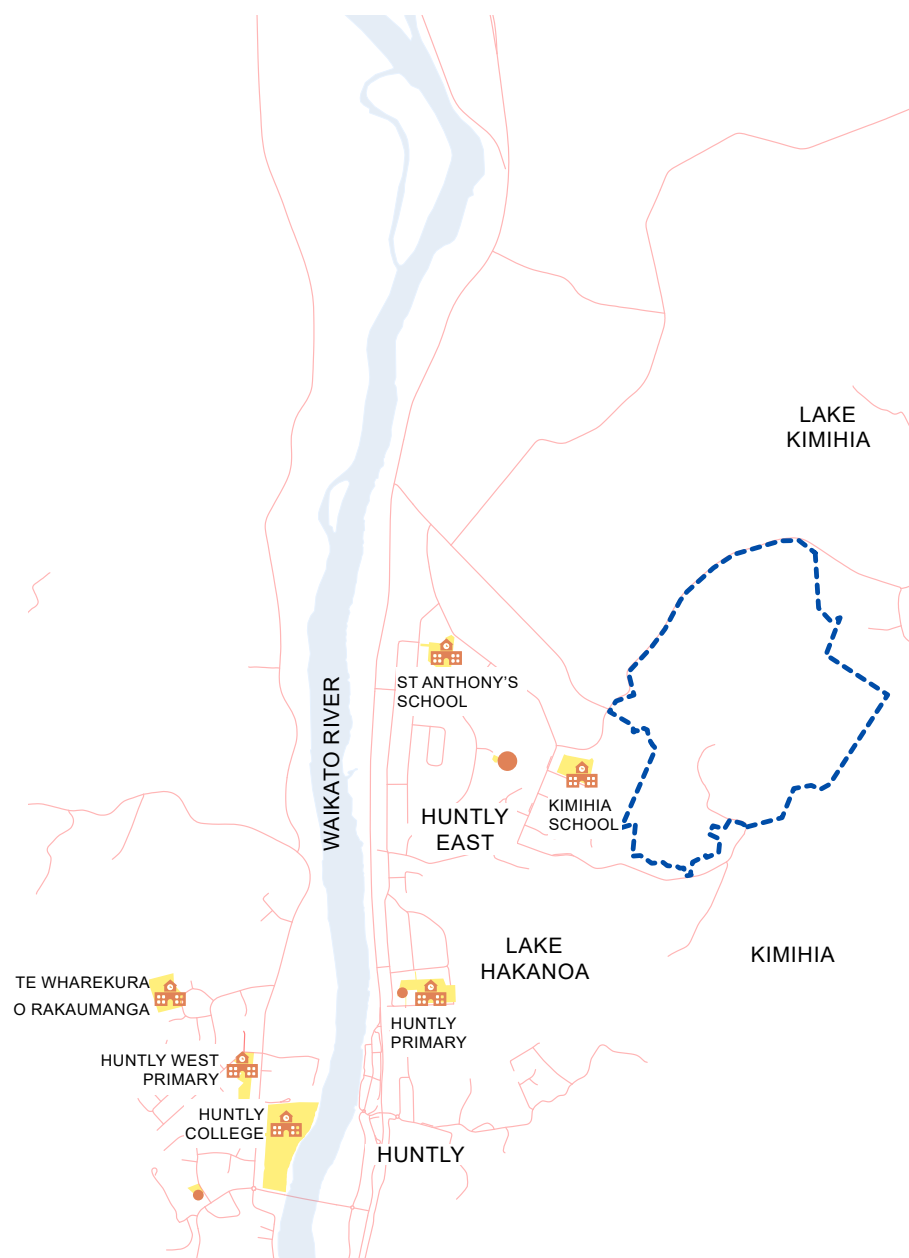 LAKE
KIMIHIA
WAIKATO RIVER
ST ANTHONY'S
SCHOOL
KIMIHIA
SCHOOL
HUNTLY
EAST
LAKE
HAKANOA
KIMIHIA
TE WHAREKURA
O RAKAUMANGA
HUNTLY
PRIMARY
HUNTLY WEST
PRIMARY
HUNTLY
COLLEGE
HUNTLY